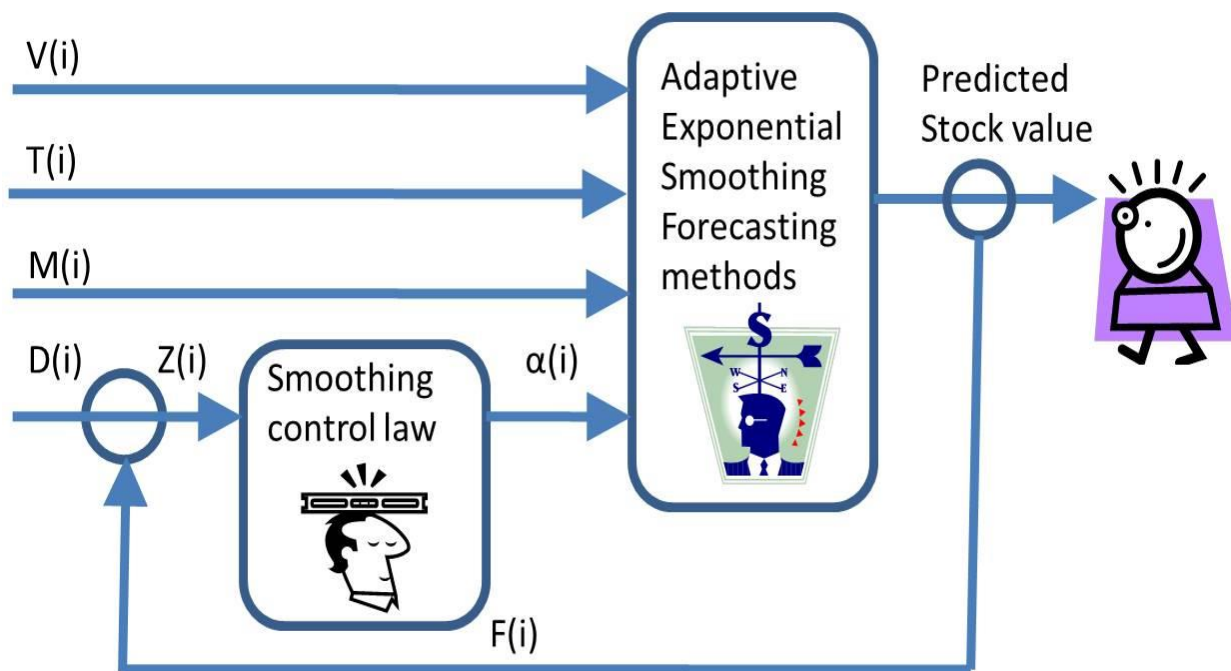 V(i)
T(i)
M(i)
D(i)
Z(i)
Smoothing
control law
α(i)
Adaptive
Exponential
Smoothing
Forecasting
methods
S
W
N
S
E
Predicted
Stock value
F(i)